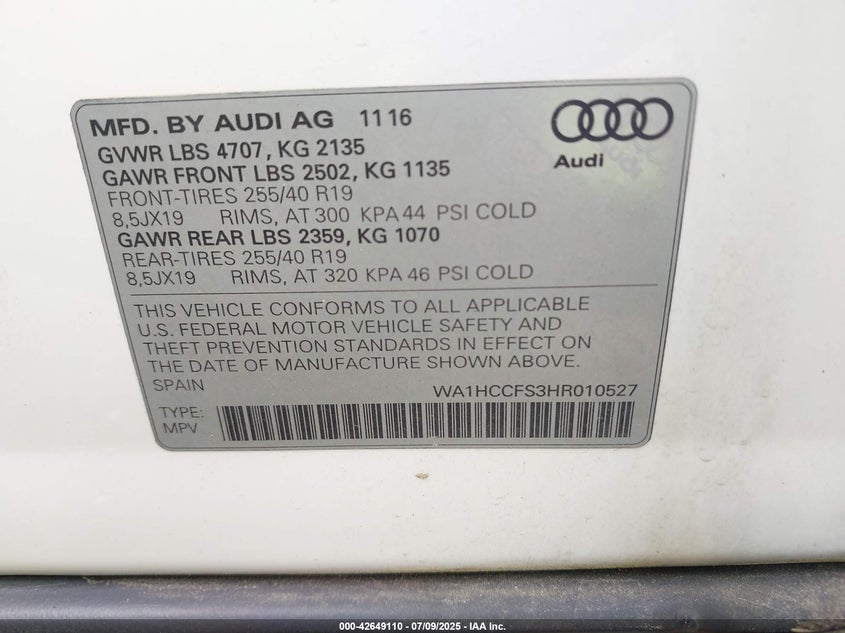 MFD. BY AUDI AG 11 16
Audi
GVWR LBS 4707, KG 2135
GAWR FRONT LBS 2502, KG 1135
FRONT-TIRES 255/40 R19
8,5JX19 RIMS, AT 300 KPA 44 PSI COLD
GAWR REAR LBS 2359, KG 1070
REAR-TIRES 255/40 R19
8,5JX19 RIMS, AT 320 KPA 46 PSI COLD
THIS VEHICLE CONFORMS TO ALL APPLICABLE
U.S. FEDERAL MOTOR VEHICLE SAFETY AND
THEFT PREVENTION STANDARDS IN EFFECT ON
THE DATE OF MANUFACTURE SHOWN ABOVE.
SPAIN WA1HCCFS3HR010527
TYPE:
MPV
000-42649110 - 07/09/2025 - IAA Inc.